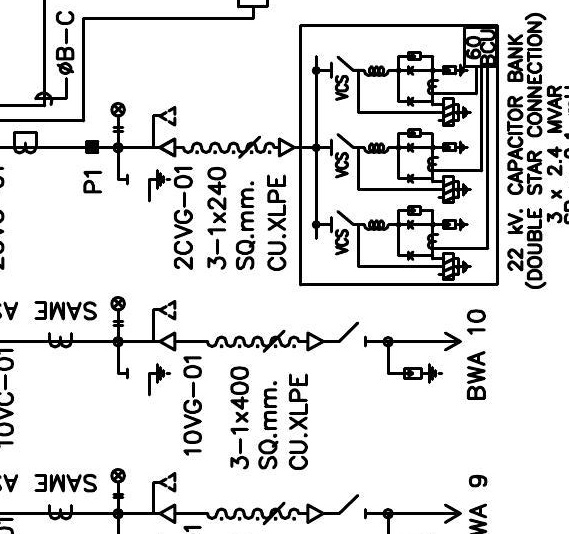 øB-C
P1
2CVG-01
3-1x240
SQ.mm.
CU.XLPE
VCS
VCS
VCS
60
BCU
22 kV. CAPACITOR BANK
(DOUBLE STAR CONNECTION)
3 x 2.4 MVAR
SAME AS
10VC-01
10VG-01
3-1x400
SQ.mm.
CU.XLPE
BWA 10
SAME AS
WA 9